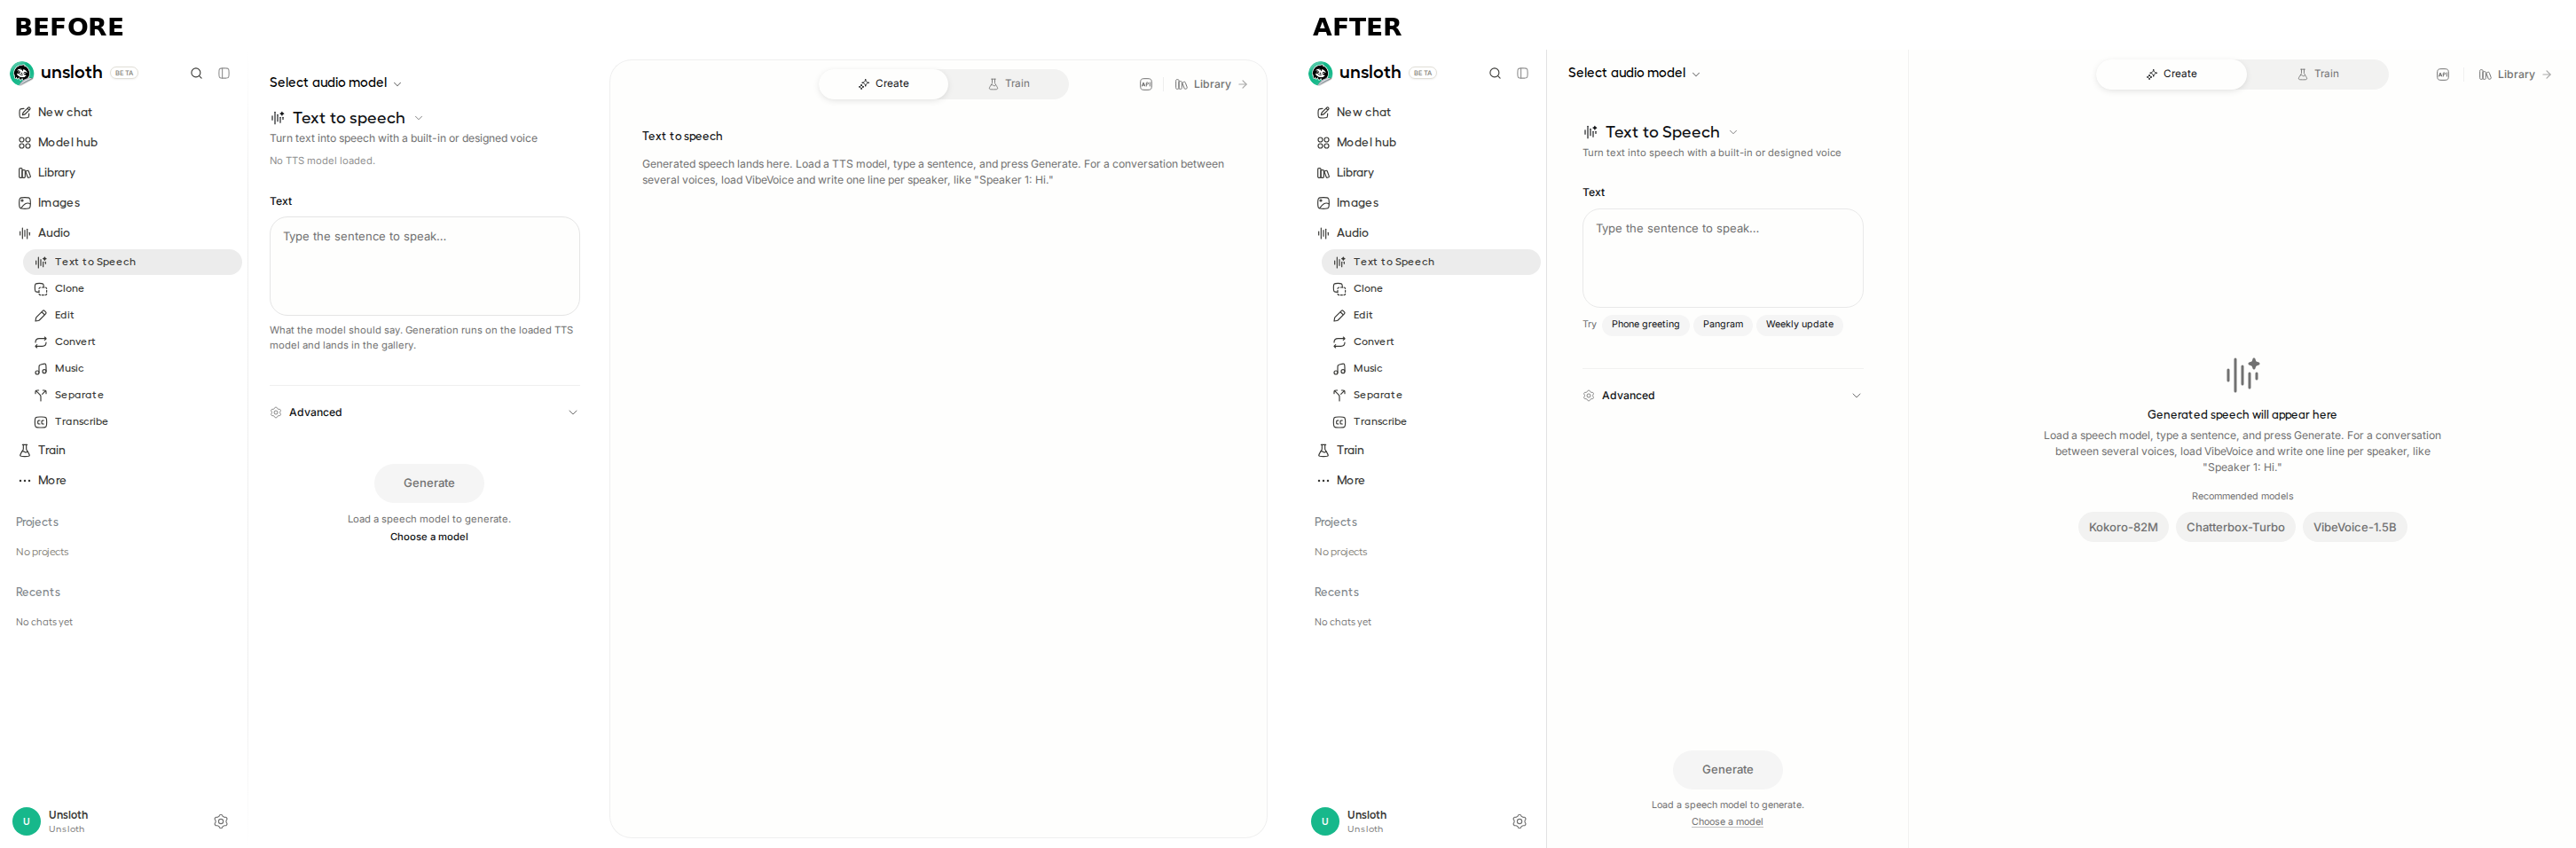 BEFORE
unsloth
BETA
New chat
Model hub
Library
Images
Audio
Text to Speech
Clone
Edit
Convert
Music
Separate
Transcribe
Train
More
Projects
No projects
Recents
No chats yet
U
Unsloth
Unsloth
Select audio model
Text to speech
Turn text into speech with a built-in or designed voice
No TTS model loaded.
Text
Type the sentence to speak...
What the model should say. Generation runs on the loaded TTS
model and lands in the gallery.
Advanced
Generate
Load a speech model to generate.
Choose a model
Create
Train
API
Library
Text to speech
Generated speech lands here. Load a TTS model, type a sentence, and press Generate. For a conversation between
several voices, load VibeVoice and write one line per speaker, like "Speaker 1: Hi."
AFTER
unsloth
BETA
New chat
Model hub
Library
Images
Audio
Text to Speech
Clone
Edit
Convert
Music
Separate
Transcribe
Train
More
Projects
No projects
Recents
No chats yet
U
Unsloth
Unsloth
Select audio model
Text to Speech
Turn text into speech with a built-in or designed voice
Text
Type the sentence to speak...
Try
Phone greeting
Pangram
Weekly update
Advanced
Generate
Load a speech model to generate.
Choose a model
Create
Train
API
Library
Generated speech will appear here
Load a speech model, type a sentence, and press Generate. For a conversation
between several voices, load VibeVoice and write one line per speaker, like
"Speaker 1: Hi."
Recommended models
Kokoro-82M
Chatterbox-Turbo
VibeVoice-1.5B